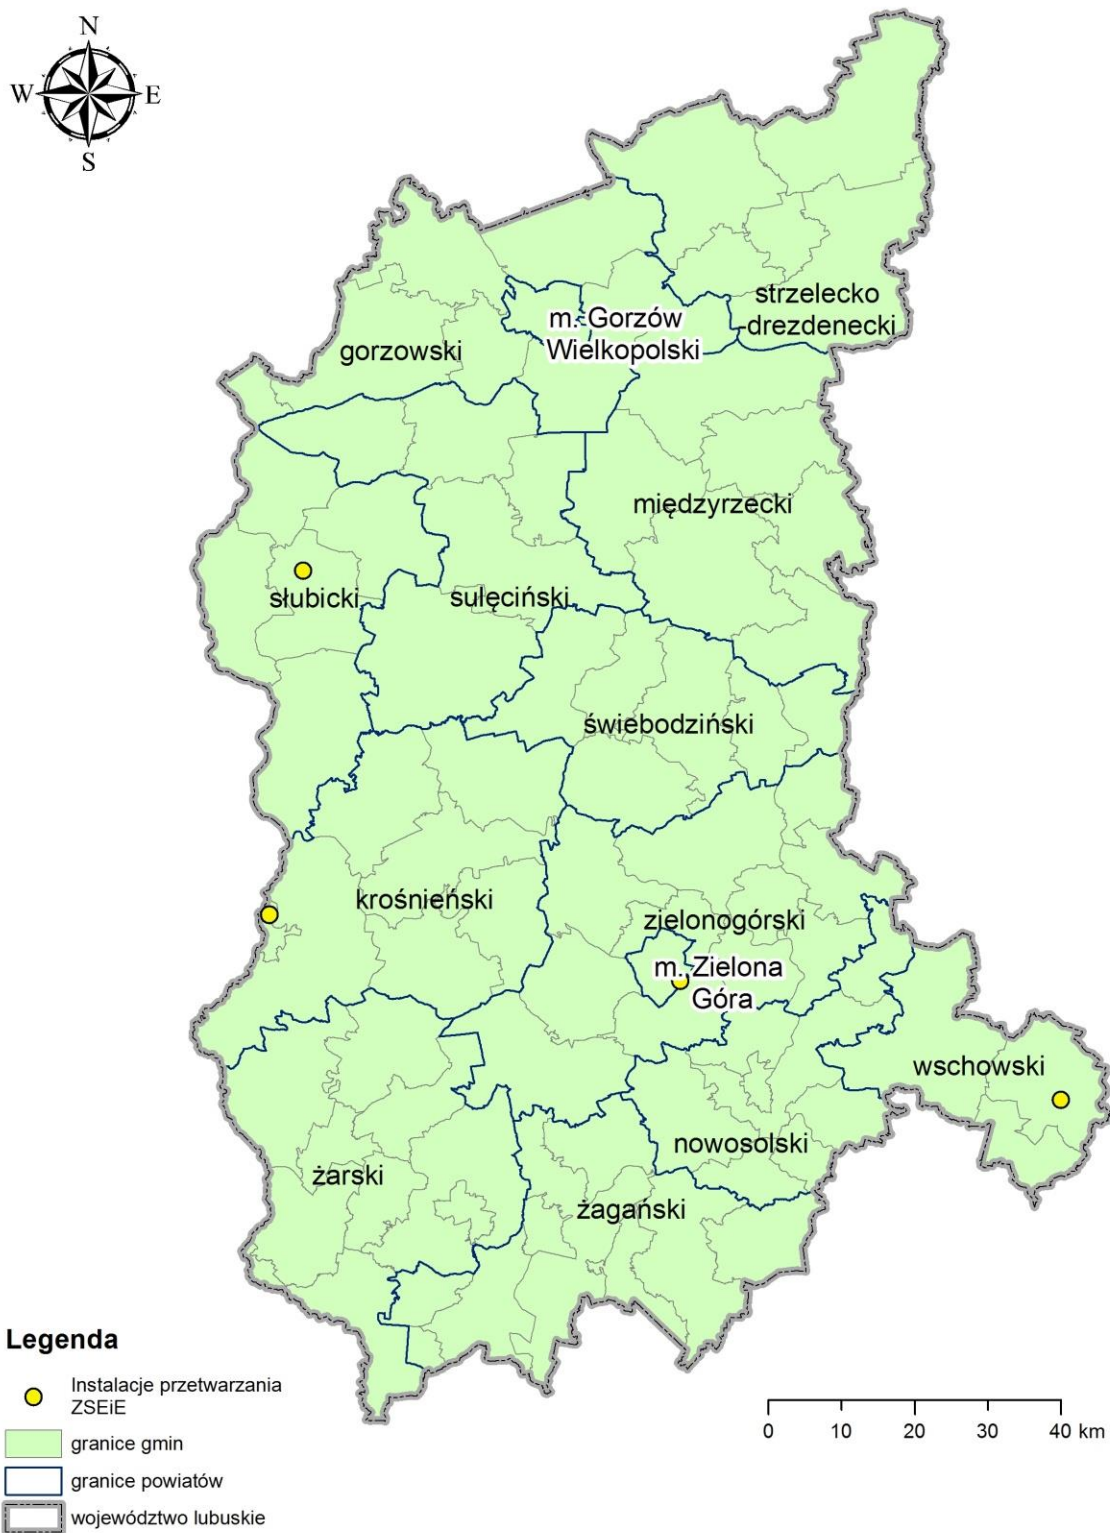 N
W E
S
strzelecko
-drezdenecki
m. Gorzów
Wielkopolski
gorzowski
międzyrzecki
słubicki
sulęciński
świebodziński
krośnieński
zielonogórski
m. Zielona
Góra
wschowski
nowosolski
żarski
żagański
Legenda
Instalacje przetwarzania
ZSEiE
granice gmin
granice powiatów
województwo lubuskie
0 10 20 30 40 km